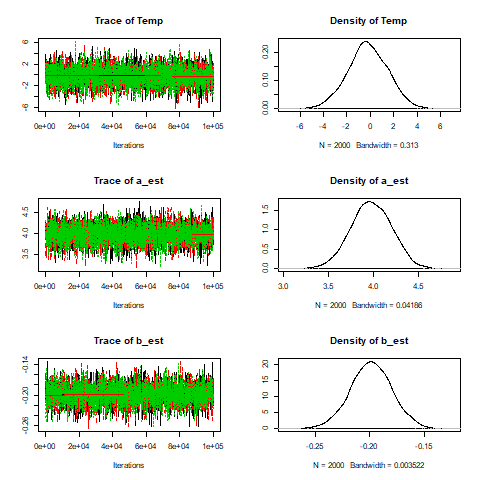 Trace of Temp
6
2
-2
-6
0e+00 2e+04 4e+04 6e+04 8e+04 1e+05
Iterations
Density of Temp
0.20
0.10
0.00
-6 -4 -2 0 2 4 6
N = 2000 Bandwidth = 0.313
Trace of a_est
4.5
4.0
3.5
0e+00 2e+04 4e+04 6e+04 8e+04 1e+05
Iterations
Density of a_est
1.5
1.0
0.5
0.0
3.0 3.5 4.0 4.5
N = 2000 Bandwidth = 0.04186
Trace of b_est
-0.14
-0.20
-0.26
0e+00 2e+04 4e+04 6e+04 8e+04 1e+05
Iterations
Density of b_est
20
15
10
5
0
-0.25 -0.20 -0.15
N = 2000 Bandwidth = 0.003522